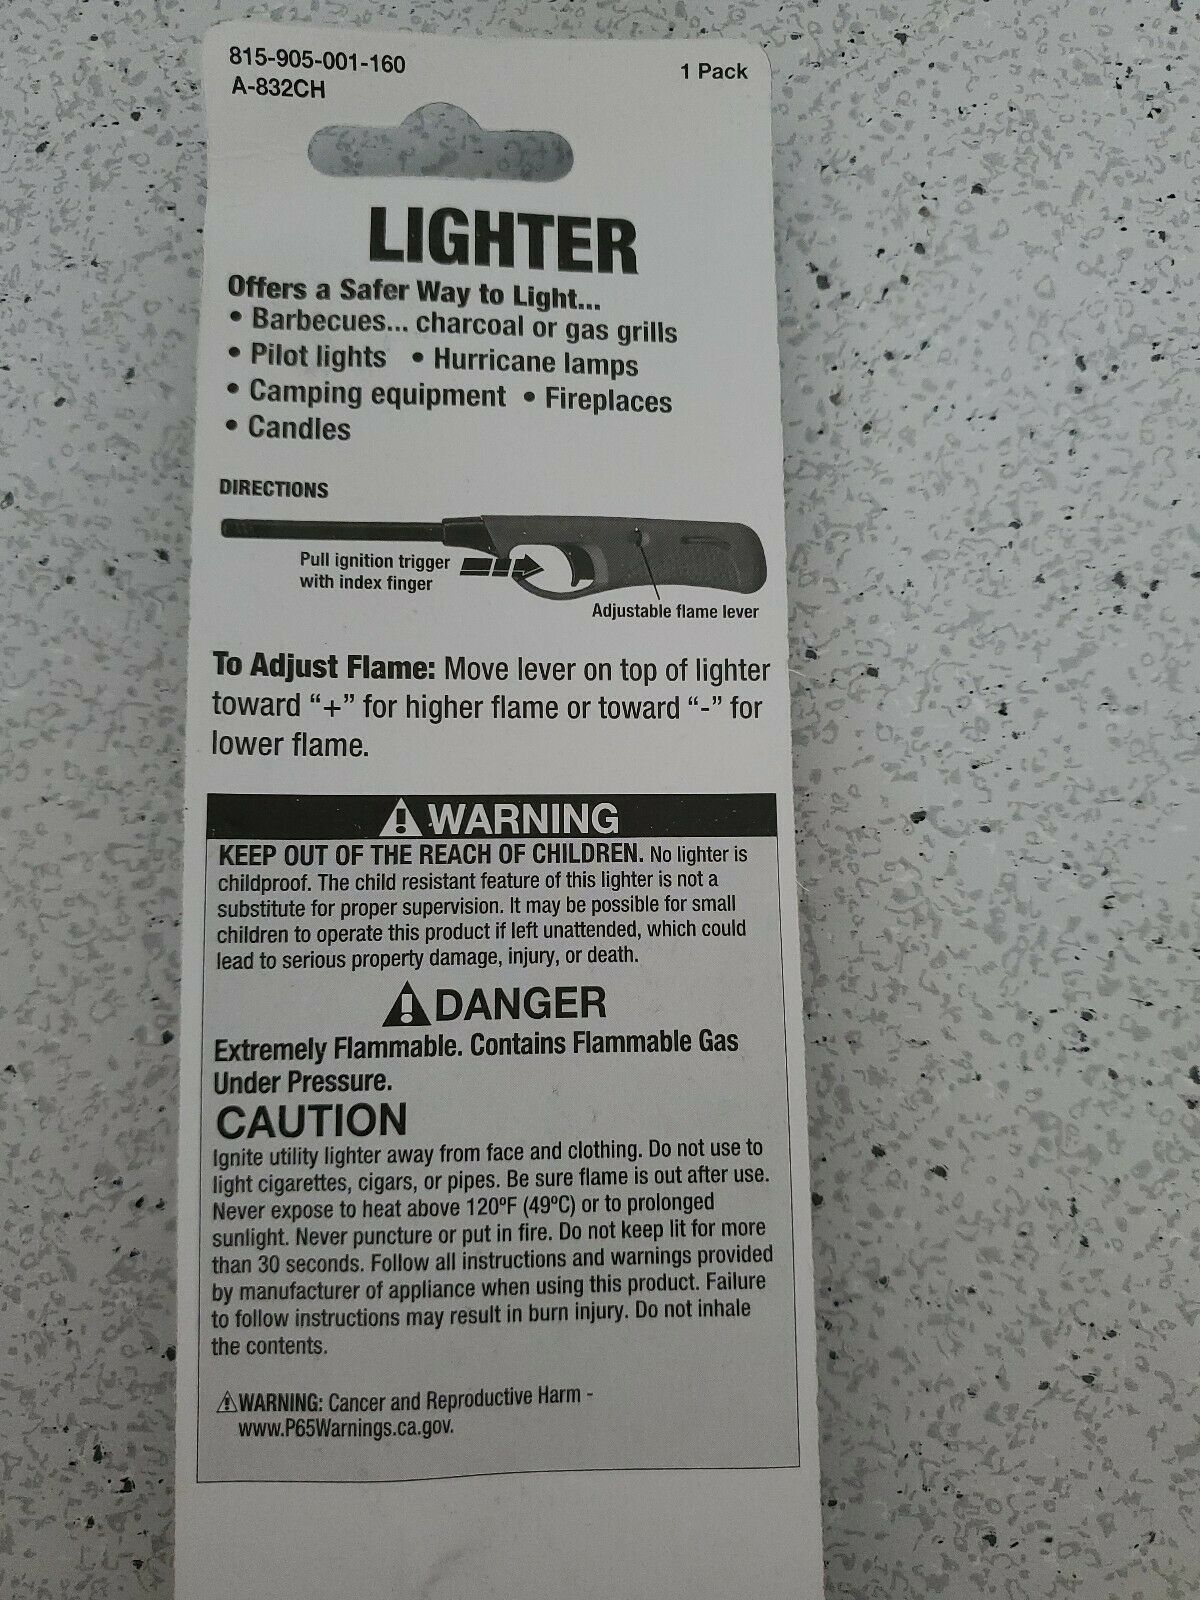 815-905-001-160
A-832CH
1 Pack
LIGHTER
Offers a Safer Way to Light...
• Barbecues... charcoal or gas grills
• Pilot lights • Hurricane lamps
• Camping equipment • Fireplaces
• Candles
DIRECTIONS
Pull ignition trigger
with index finger
Adjustable flame lever
To Adjust Flame: Move lever on top of lighter
toward “+” for higher flame or toward “-” for
lower flame.
WARNING
KEEP OUT OF THE REACH OF CHILDREN. No lighter is
childproof. The child resistant feature of this lighter is not a
substitute for proper supervision. It may be possible for small
children to operate this product if left unattended, which could
lead to serious property damage, injury, or death.
DANGER
Extremely Flammable. Contains Flammable Gas
Under Pressure.
CAUTION
Ignite utility lighter away from face and clothing. Do not use to
light cigarettes, cigars, or pipes. Be sure flame is out after use.
Never expose to heat above 120ºF (49ºC) or to prolonged
sunlight. Never puncture or put in fire. Do not keep lit for more
than 30 seconds. Follow all instructions and warnings provided
by manufacturer of appliance when using this product. Failure
to follow instructions may result in burn injury. Do not inhale
the contents.
WARNING: Cancer and Reproductive Harm -
www.P65Warnings.ca.gov.